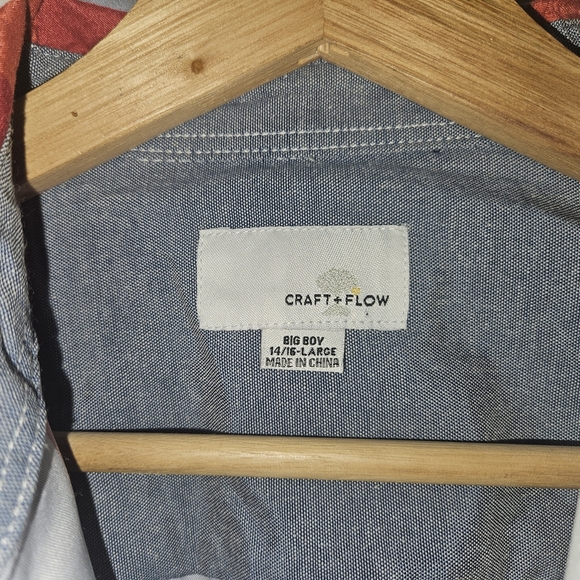 CRAFT + FLOW
BIG BOY
14/16-LARGE
MADE IN CHINA